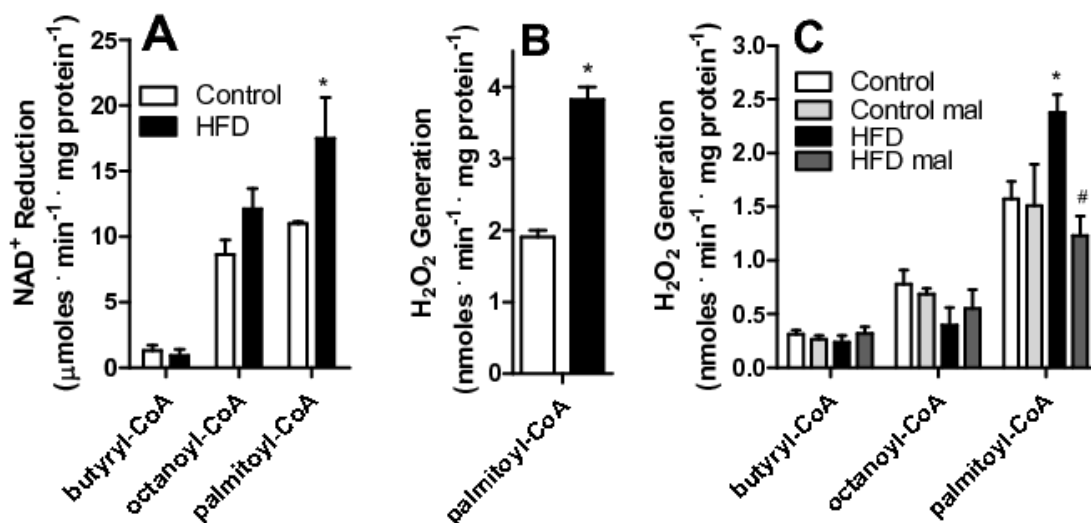 A
NAD⁺ Reduction
(μmoles · min⁻¹ · mg protein⁻¹)
25
20
15
10
5
0
Control
HFD
*
butyryl-CoA
octanoyl-CoA
palmitoyl-CoA
B
H₂O₂ Generation
(nmoles · min⁻¹ · mg protein)
4
2
0
*
palmitoyl-CoA
C
H₂O₂ Generation
(nmoles · min⁻¹ · mg protein⁻¹)
3.0
2.5
2.0
1.5
1.0
0.5
0.0
Control
Control mal
HFD
HFD mal
*
#
butyryl-CoA
octanoyl-CoA
palmitoyl-CoA